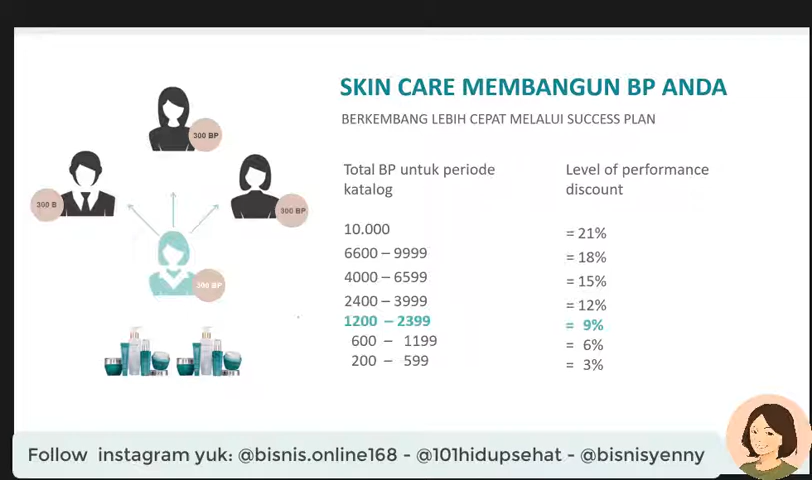 SKIN CARE MEMBANGUN BP ANDA
BERKEMBANG LEBIH CEPAT MELALUI SUCCESS PLAN
300 BP
300 B
300 BP
300 BP
Total BP untuk periode
katalog
Level of performance
discount
10.000 = 21%
6600 – 9999 = 18%
4000 – 6599 = 15%
2400 – 3999 = 12%
1200 – 2399 = 9%
600 – 1199 = 6%
200 – 599 = 3%
Follow instagram yuk: @bisnis.online168 - @101hidupsehat - @bisnisyenny